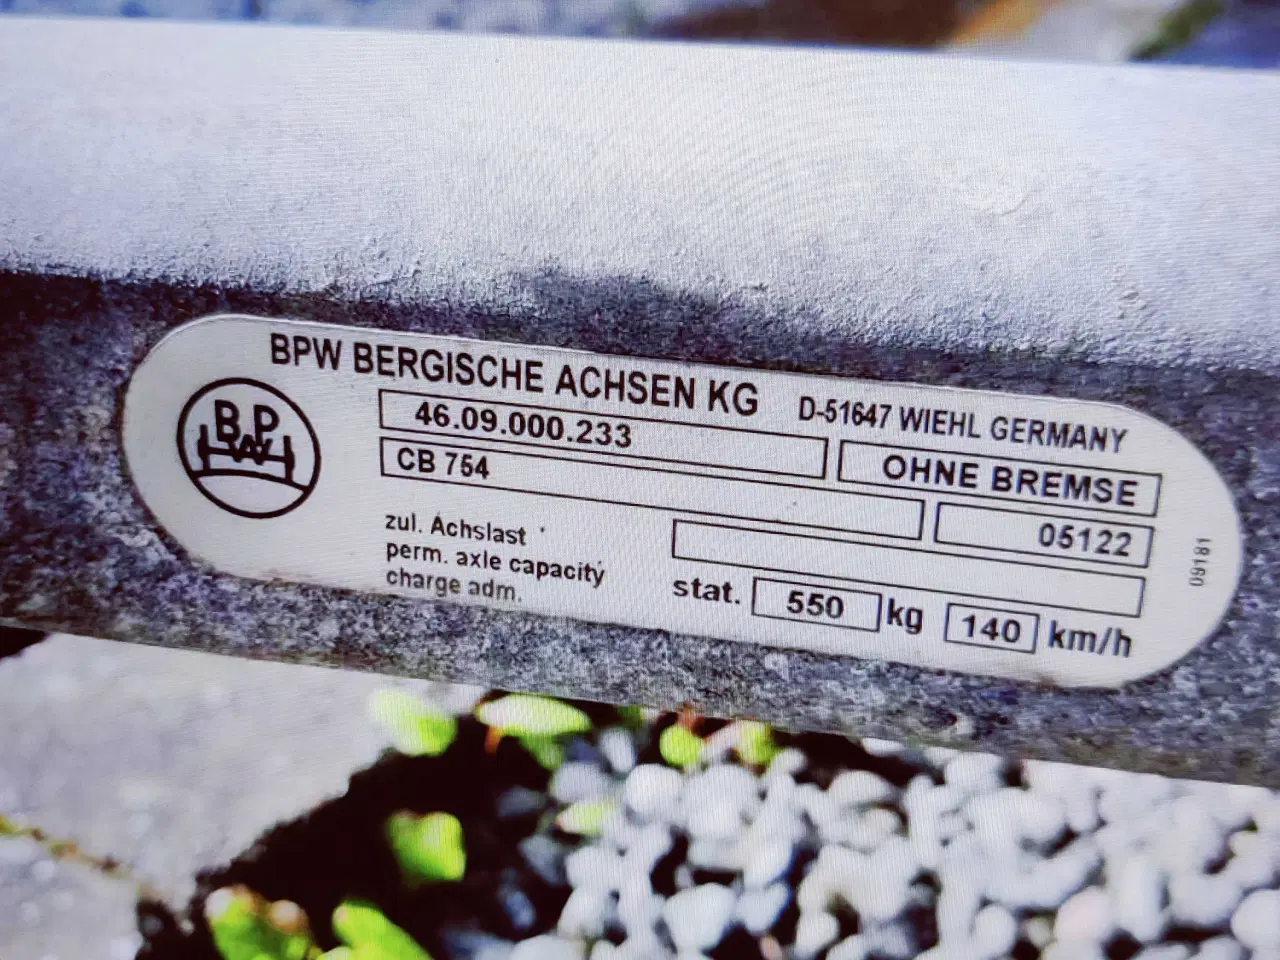 BPW BERGISCHE ACHSEN KG D-51647 WIEHL GERMANY
BPW
46.09.000.233 OHNE BREMSE
CB 754 05122
zul. Achslast
perm. axle capacity
charge adm.
stat. 550 kg 140 km/h
09181